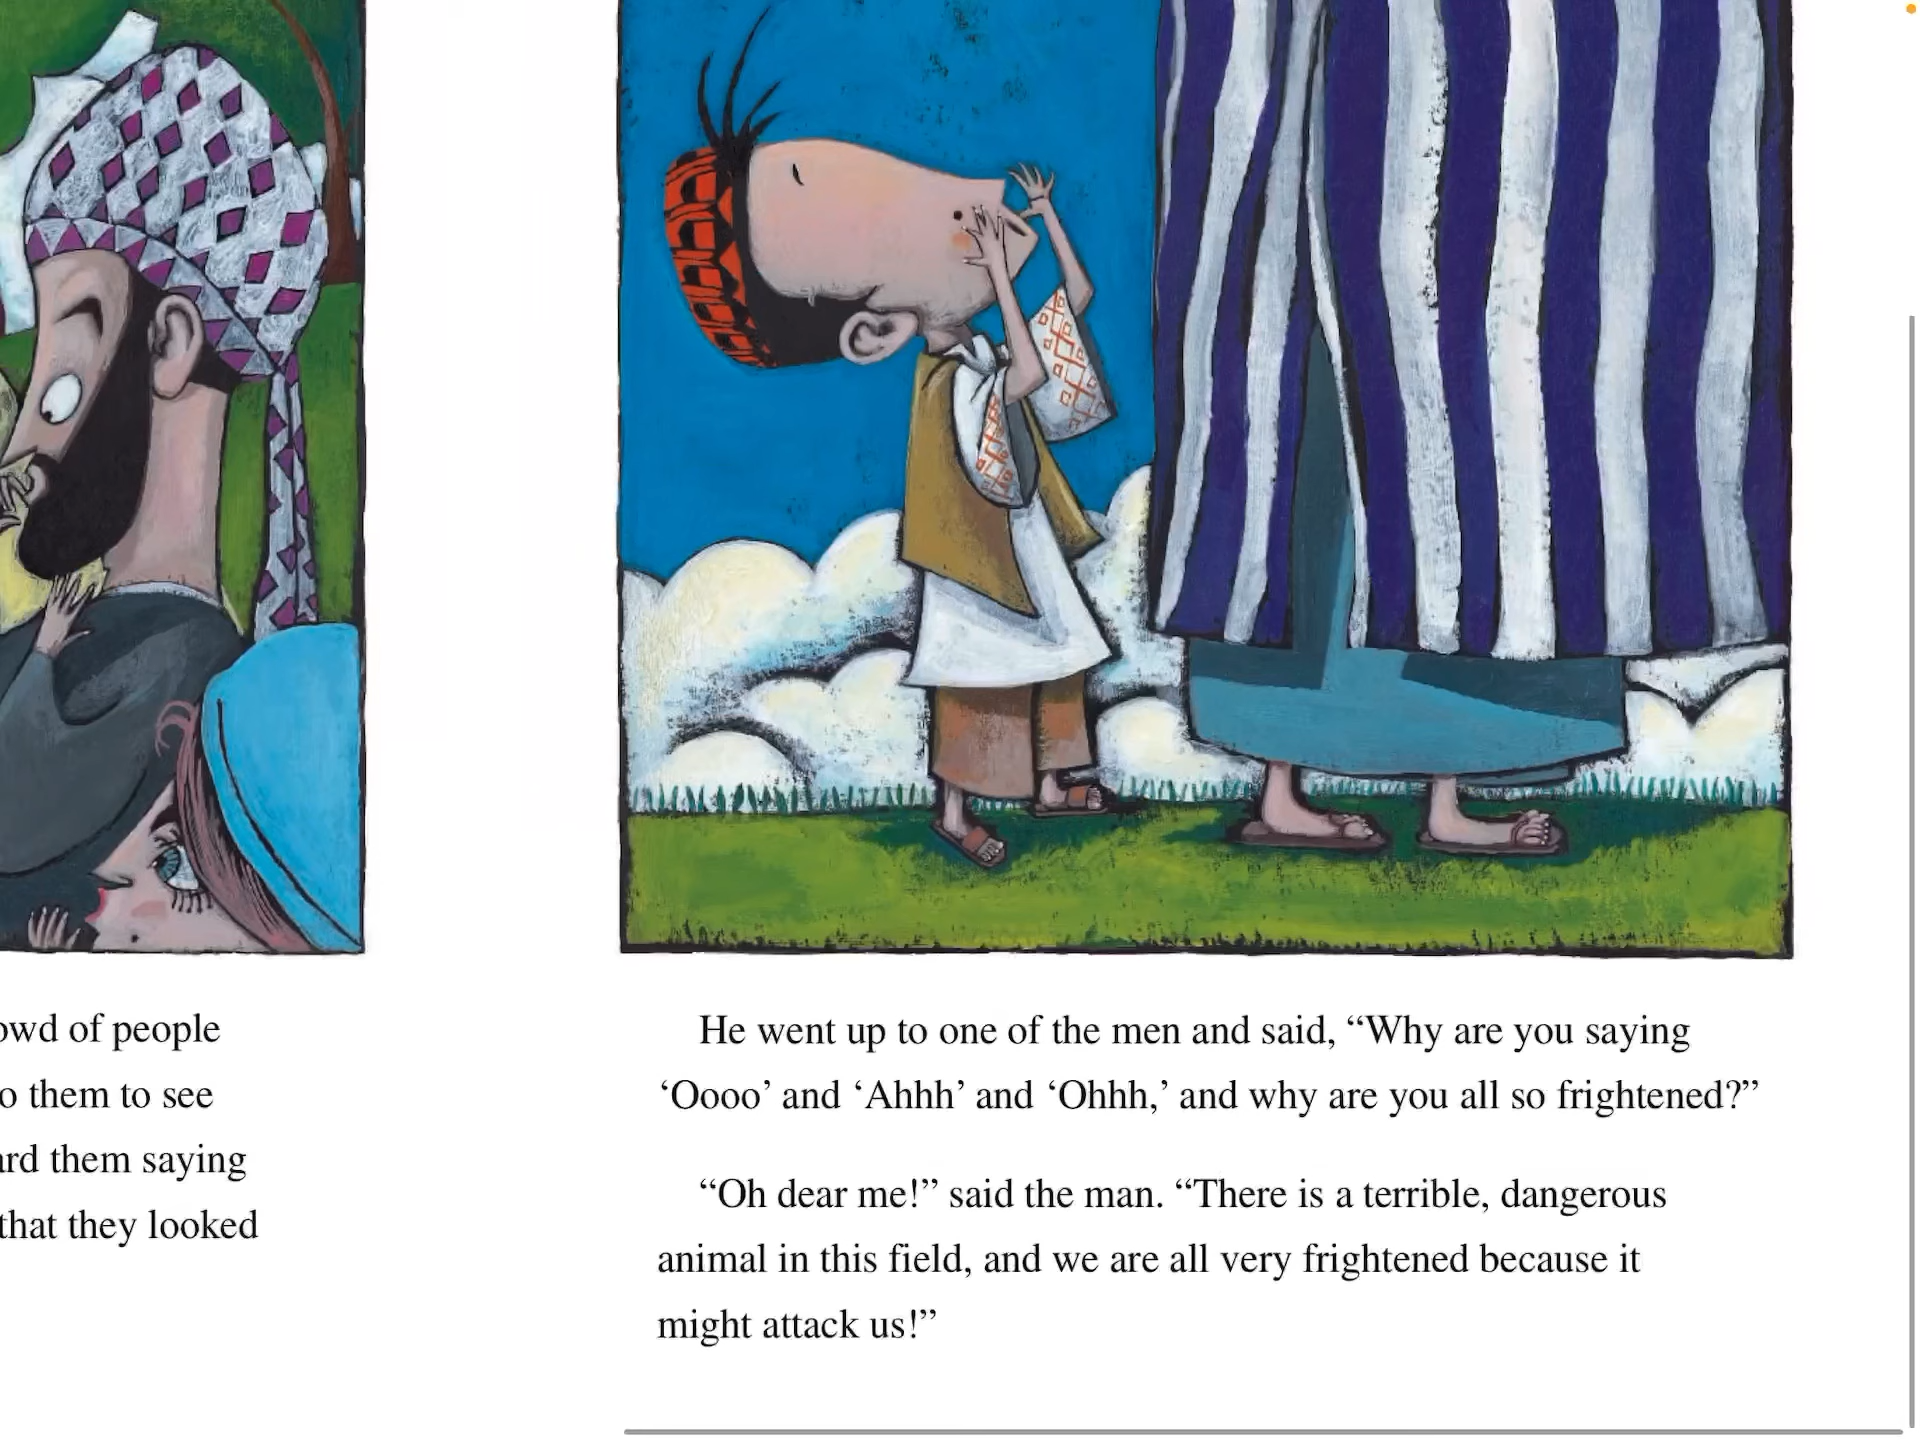 of people
them to see
them saying
that they looked
He went up to one of the men and said, “Why are you saying
‘Oooo’ and ‘Ahhh’ and ‘Ohhh,’ and why are you all so frightened?”
“Oh dear me!” said the man. “There is a terrible, dangerous
animal in this field, and we are all very frightened because it
might attack us!”